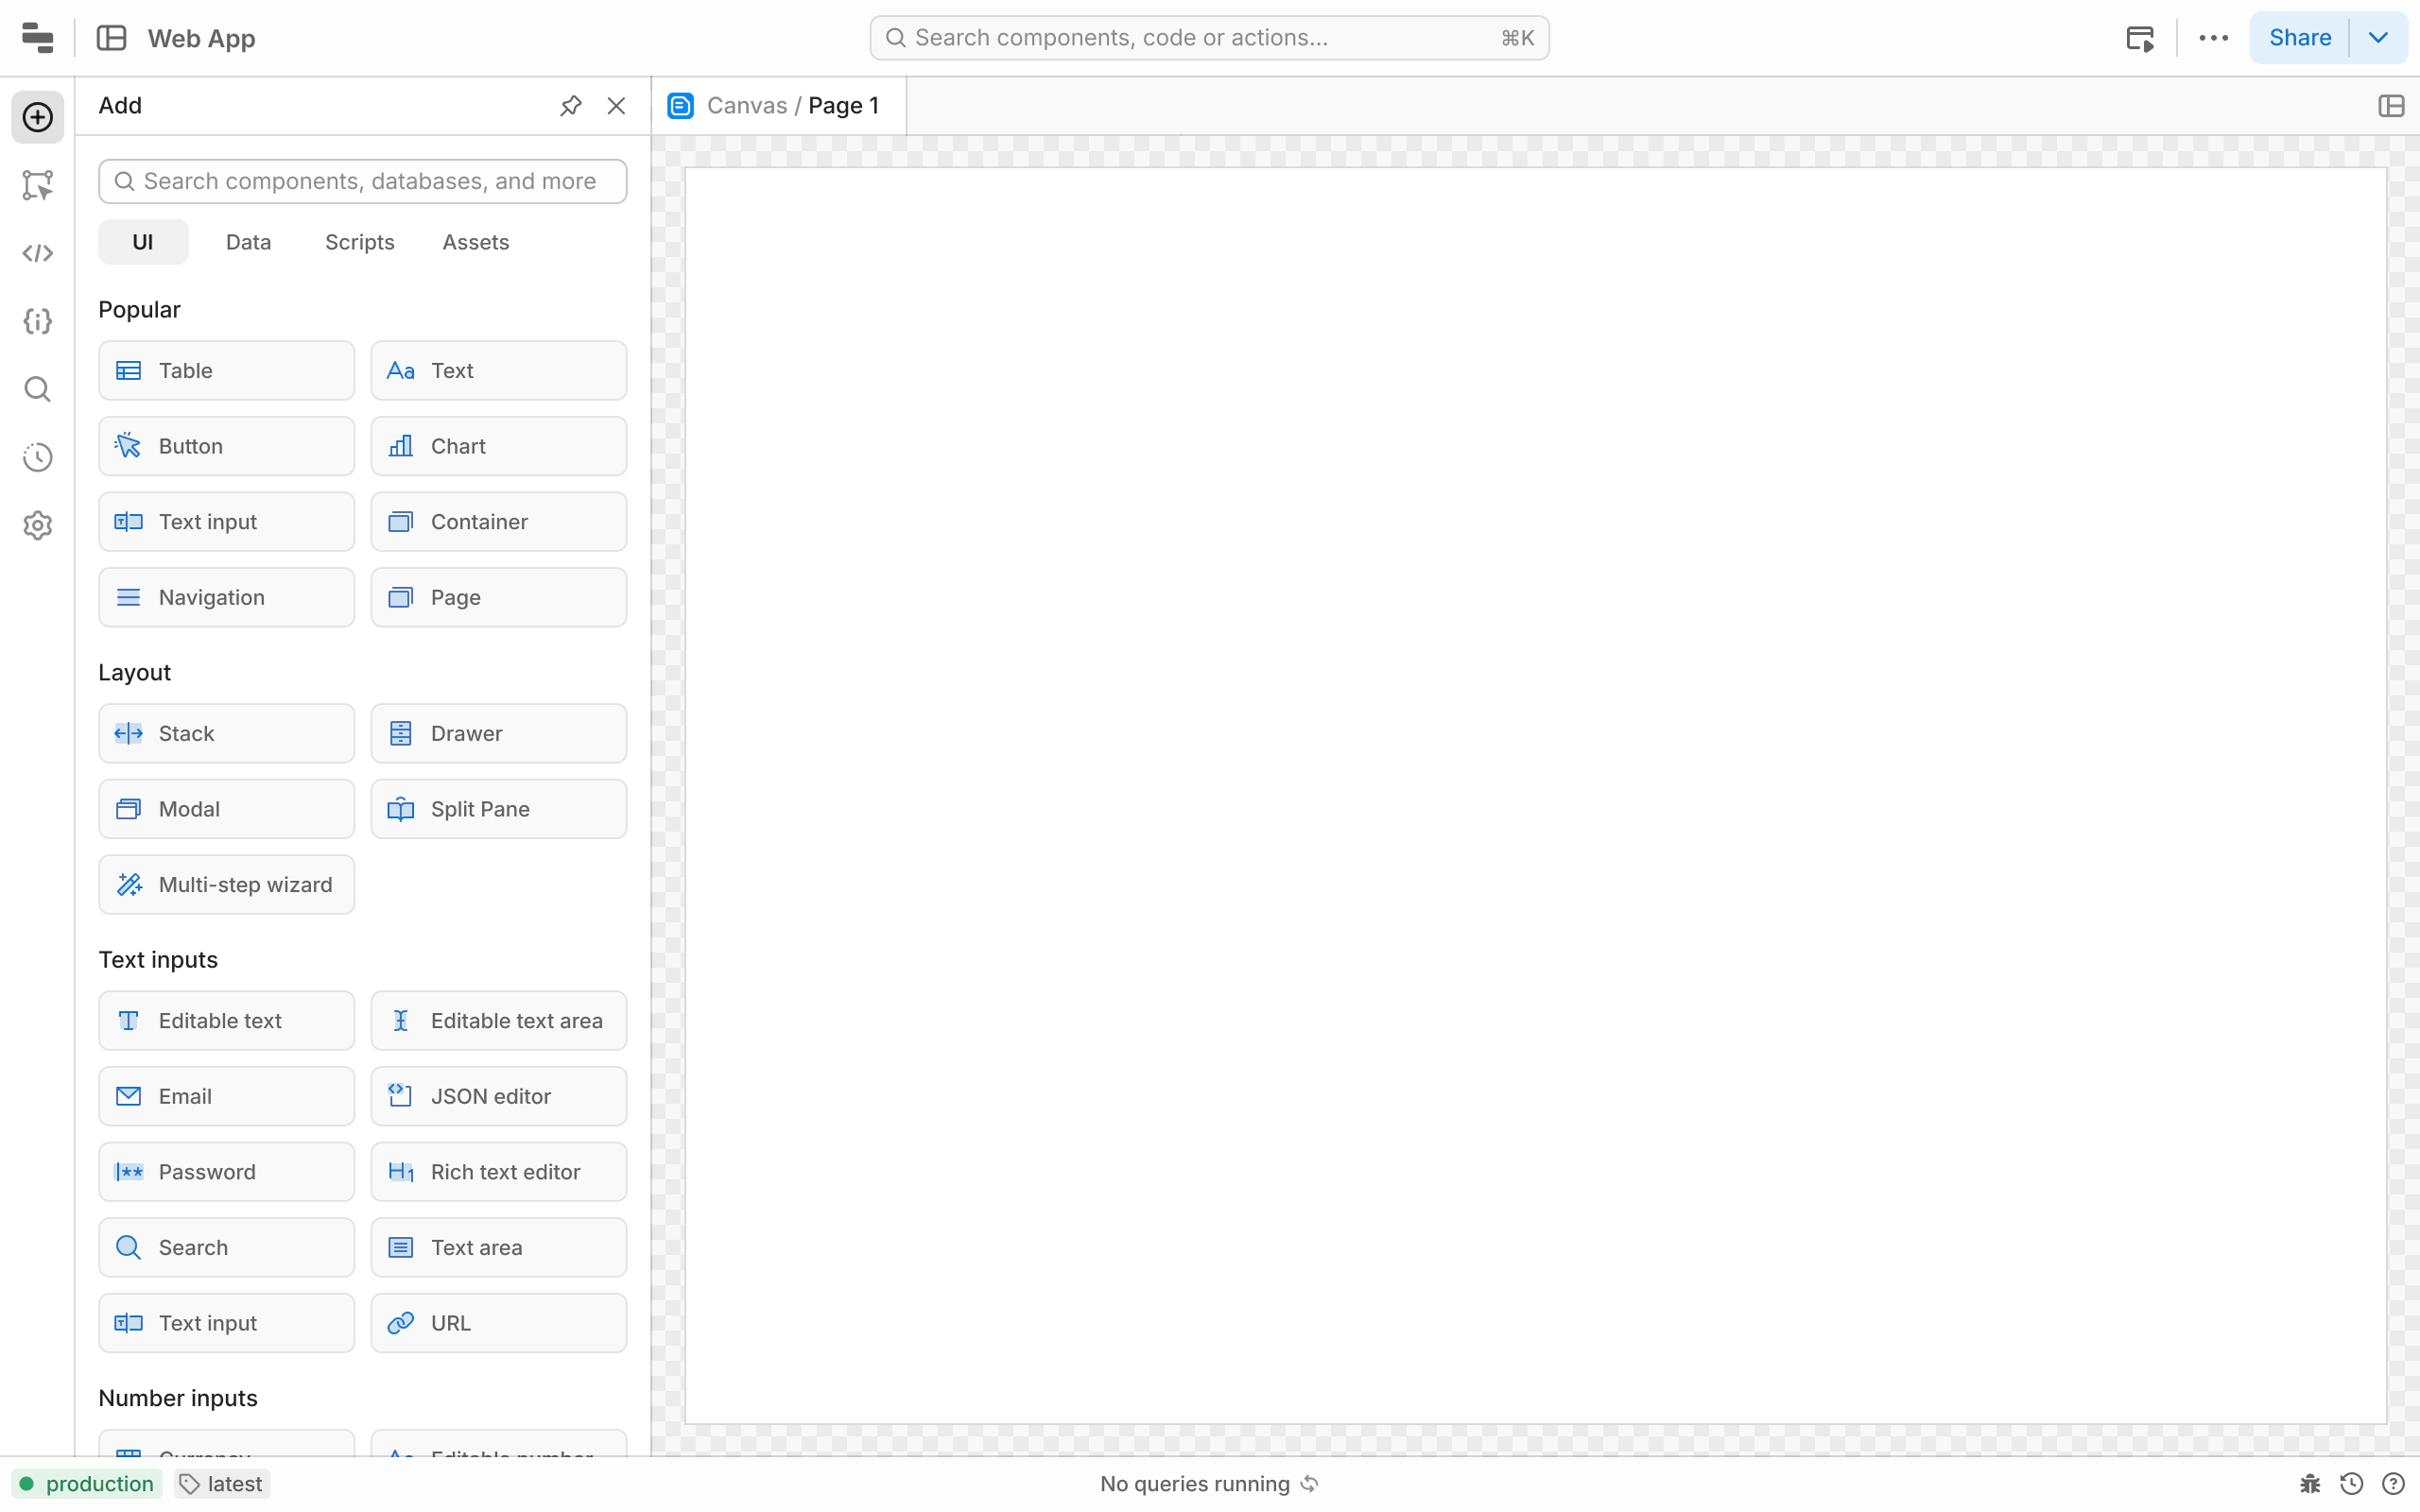 Web App
Search components, code or actions... ⌘K
Share
Add
Canvas / Page 1
Search components, databases, and more
UI Data Scripts Assets
Popular
Table Text
Button Chart
Text input Container
Navigation Page
Layout
Stack Drawer
Modal Split Pane
Multi-step wizard
Text inputs
Editable text Editable text area
Email JSON editor
Password Rich text editor
Search Text area
Text input URL
Number inputs
Currency Editable number
production latest No queries running